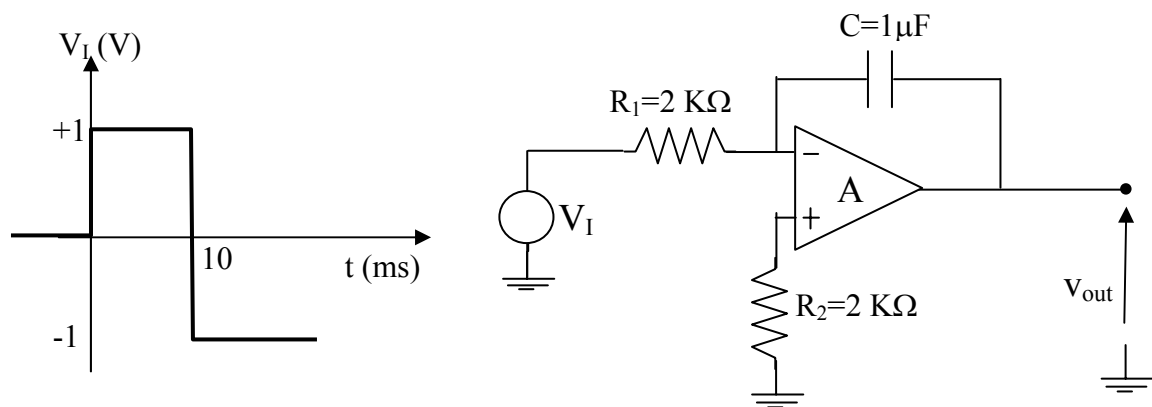 V_I (V)
+1
10
t (ms)
-1
C=1μF
R₁=2 KΩ
−
A
+
V_I
R₂=2 KΩ
v_out